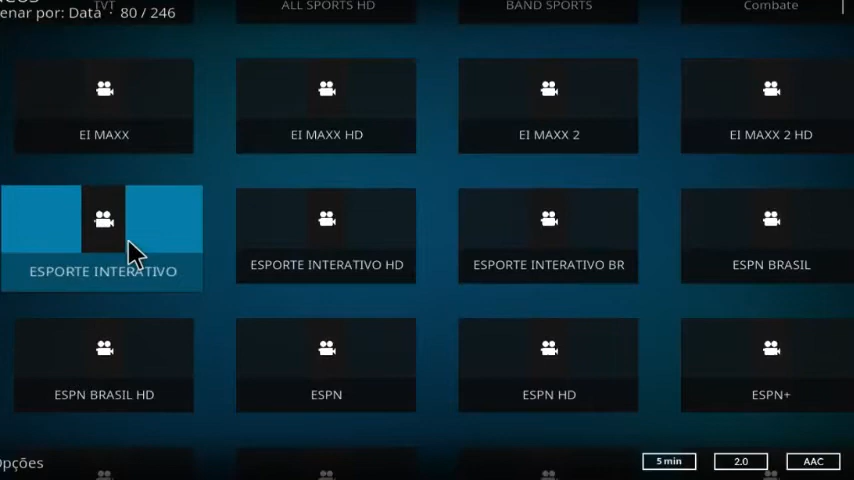 enar por: Data · 80 / 246
TVT
ALL SPORTS HD
BAND SPORTS
Combate
EI MAXX
EI MAXX HD
EI MAXX 2
EI MAXX 2 HD
ESPORTE INTERATIVO
ESPORTE INTERATIVO HD
ESPORTE INTERATIVO BR
ESPN BRASIL
ESPN BRASIL HD
ESPN
ESPN HD
ESPN+
Opções
5 min
2.0
AAC